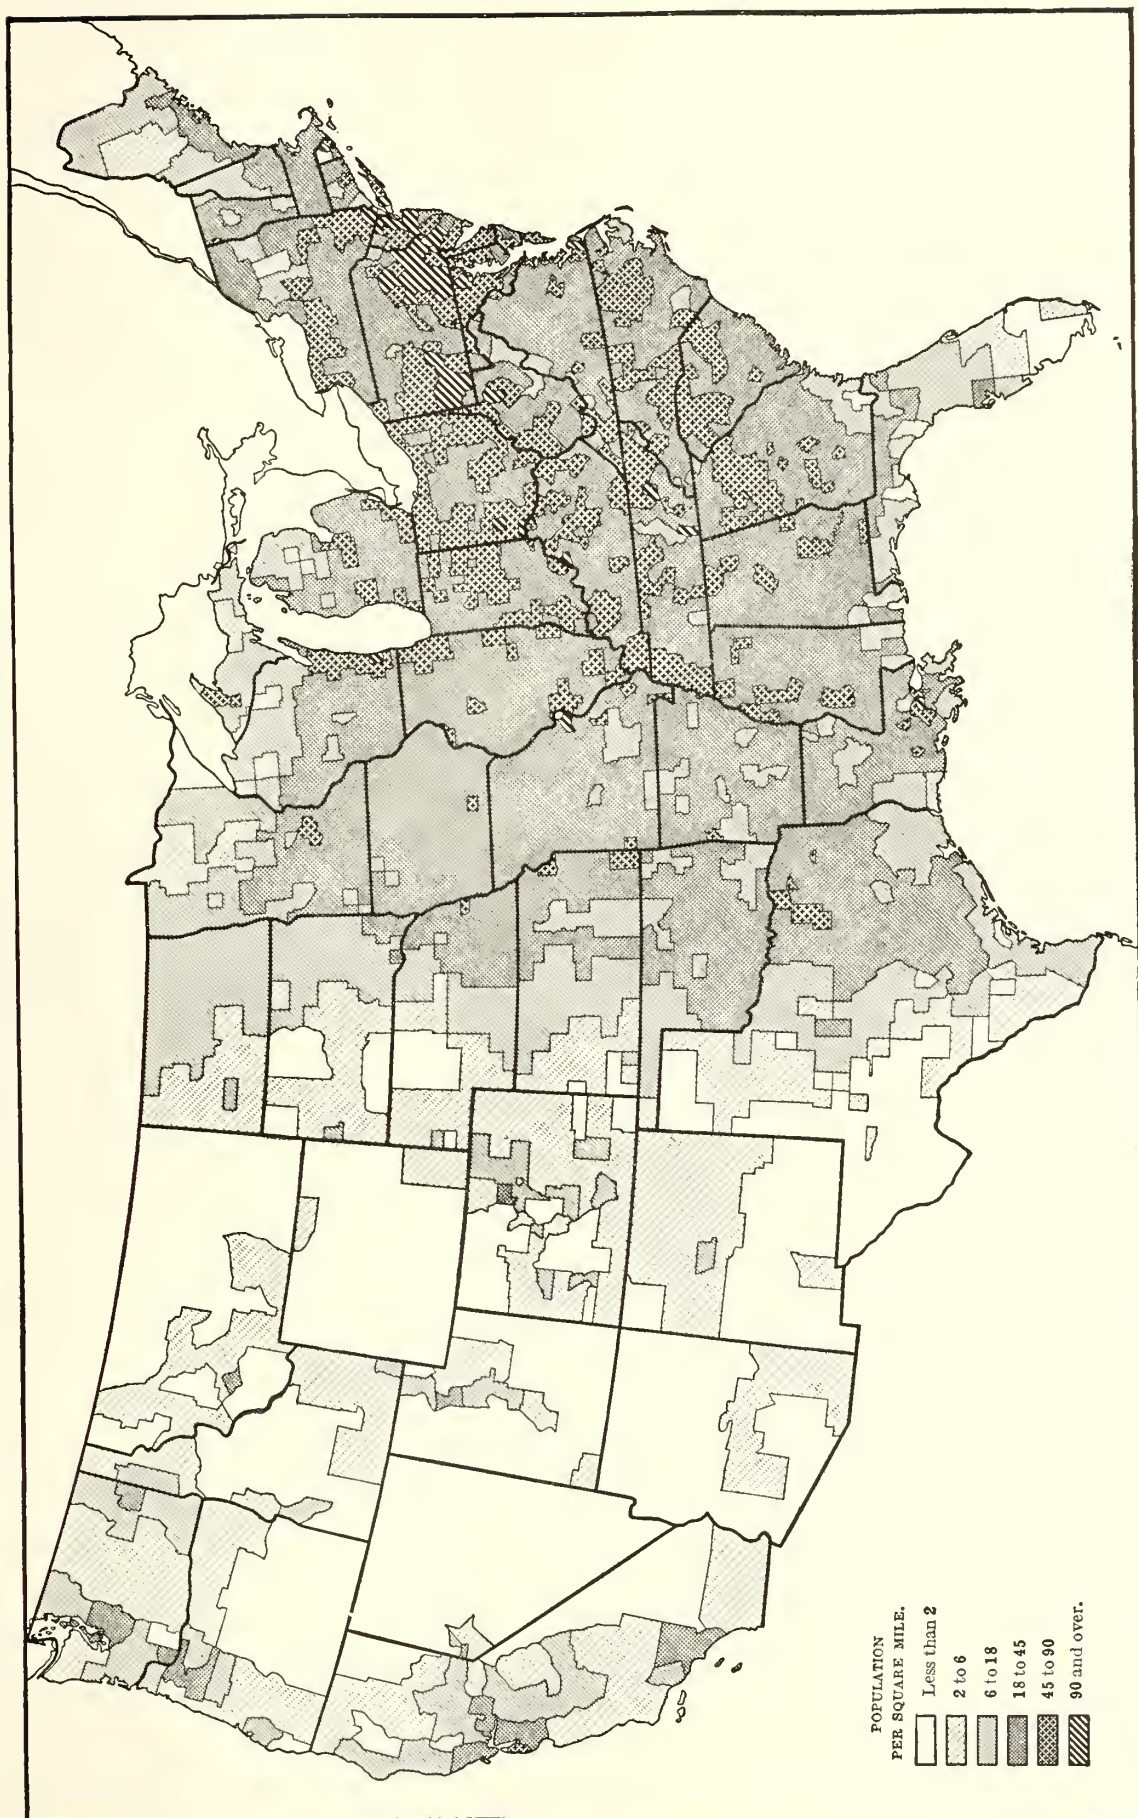 POPULATION
PER SQUARE MILE.
Less than 2
2 to 6
6 to 18
18 to 45
45 to 90
90 and over.